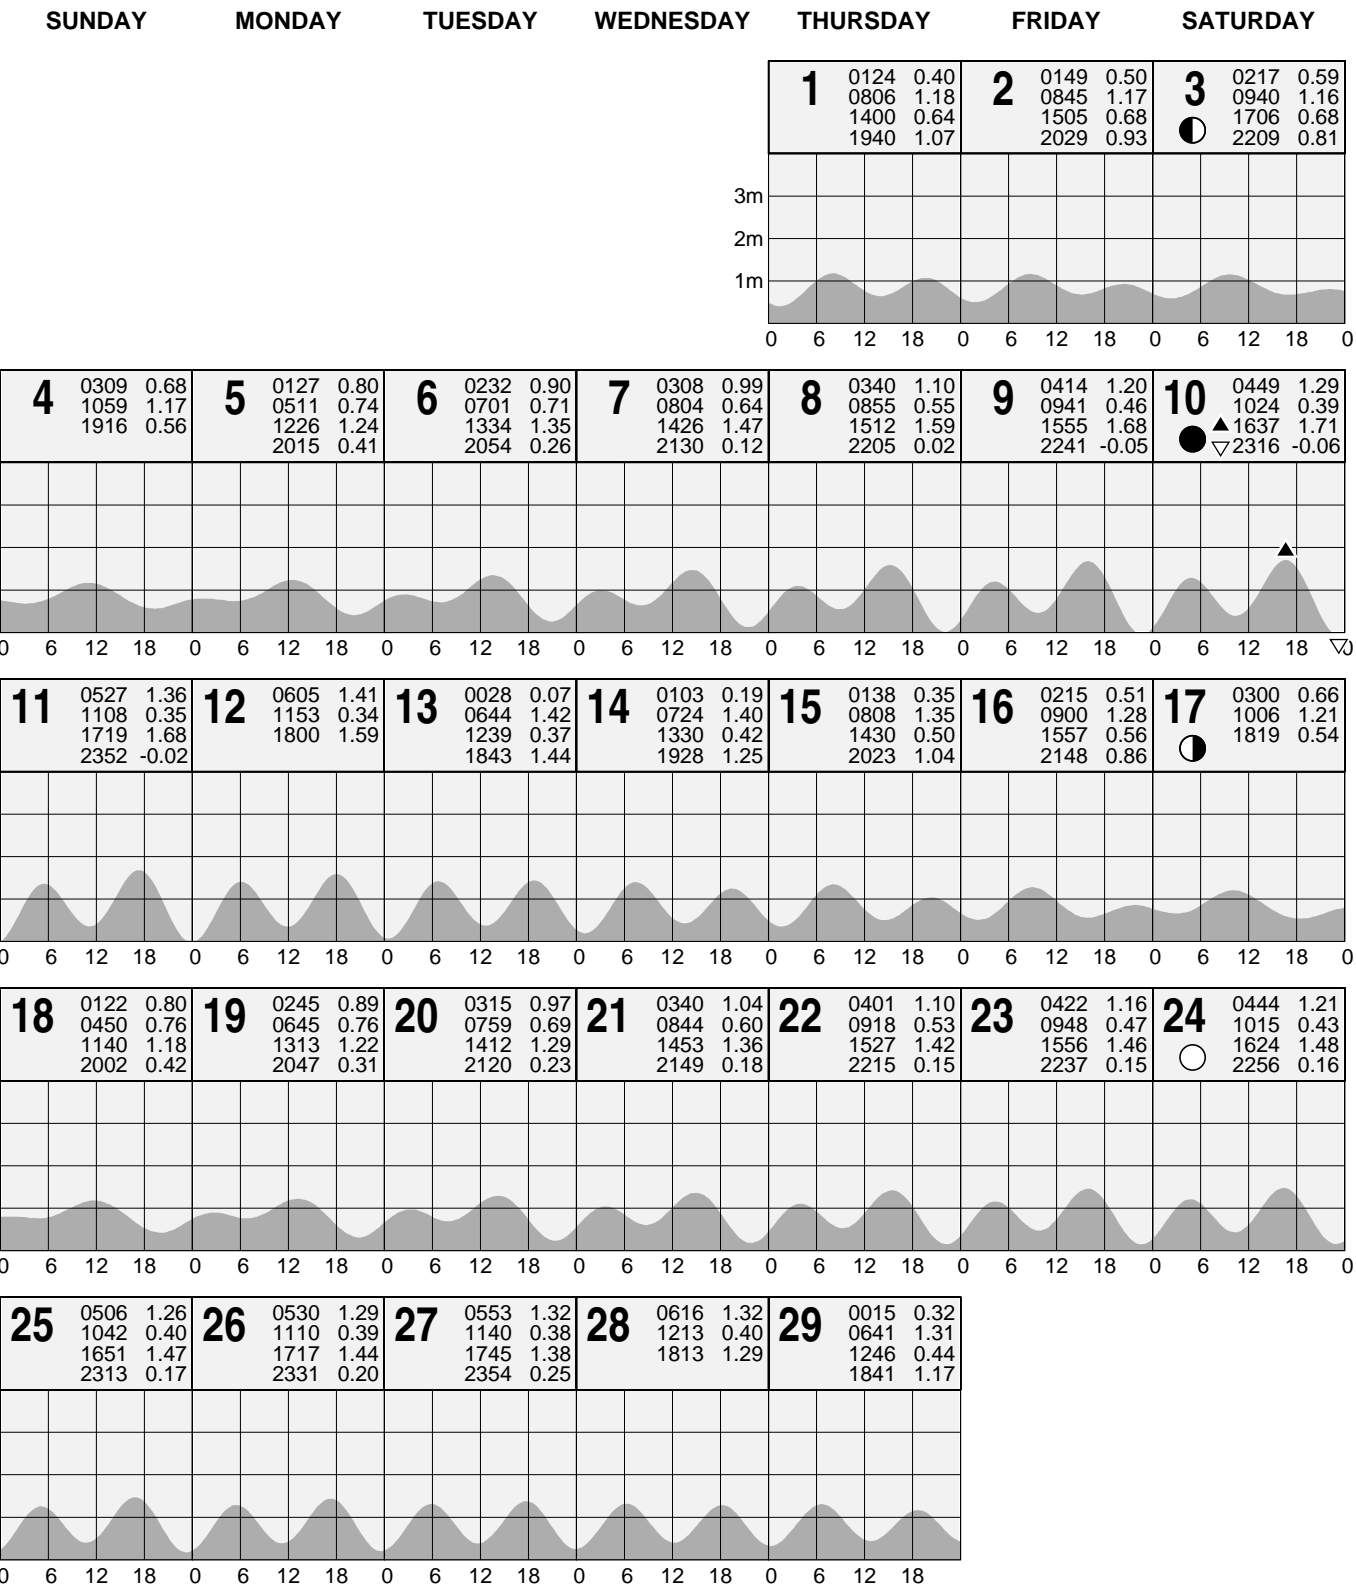 SUNDAY MONDAY TUESDAY WEDNESDAY THURSDAY FRIDAY SATURDAY
1 0124 0.40
0806 1.18
1400 0.64
1940 1.07
2 0149 0.50
0845 1.17
1505 0.68
2029 0.93
3 0217 0.59
0940 1.16
1706 0.68
2209 0.81
3m
2m
1m
0 6 12 18 0 6 12 18 0 6 12 18 0
4 0309 0.68
1059 1.17
1916 0.56
5 0127 0.80
0511 0.74
1226 1.24
2015 0.41
6 0232 0.90
0701 0.71
1334 1.35
2054 0.26
7 0308 0.99
0804 0.64
1426 1.47
2130 0.12
8 0340 1.10
0855 0.55
1512 1.59
2205 0.02
9 0414 1.20
0941 0.46
1555 1.68
2241 -0.05
10 0449 1.29
1024 0.39
1637 1.71
2316 -0.06
0 6 12 18 0 6 12 18 0 6 12 18 0 6 12 18 0 6 12 18 0 6 12 18 0 6 12 18 0
11 0527 1.36
1108 0.35
1719 1.68
2352 -0.02
12 0605 1.41
1153 0.34
1800 1.59
13 0028 0.07
0644 1.42
1239 0.37
1843 1.44
14 0103 0.19
0724 1.40
1330 0.42
1928 1.25
15 0138 0.35
0808 1.35
1430 0.50
2023 1.04
16 0215 0.51
0900 1.28
1557 0.56
2148 0.86
17 0300 0.66
1006 1.21
1819 0.54
0 6 12 18 0 6 12 18 0 6 12 18 0 6 12 18 0 6 12 18 0 6 12 18 0 6 12 18 0
18 0122 0.80
0450 0.76
1140 1.18
2002 0.42
19 0245 0.89
0645 0.76
1313 1.22
2047 0.31
20 0315 0.97
0759 0.69
1412 1.29
2120 0.23
21 0340 1.04
0844 0.60
1453 1.36
2149 0.18
22 0401 1.10
0918 0.53
1527 1.42
2215 0.15
23 0422 1.16
0948 0.47
1556 1.46
2237 0.15
24 0444 1.21
1015 0.43
1624 1.48
2256 0.16
0 6 12 18 0 6 12 18 0 6 12 18 0 6 12 18 0 6 12 18 0 6 12 18 0 6 12 18 0
25 0506 1.26
1042 0.40
1651 1.47
2313 0.17
26 0530 1.29
1110 0.39
1717 1.44
2331 0.20
27 0553 1.32
1140 0.38
1745 1.38
2354 0.25
28 0616 1.32
1213 0.40
1813 1.29
29 0015 0.32
0641 1.31
1246 0.44
1841 1.17
0 6 12 18 0 6 12 18 0 6 12 18 0 6 12 18 0 6 12 18